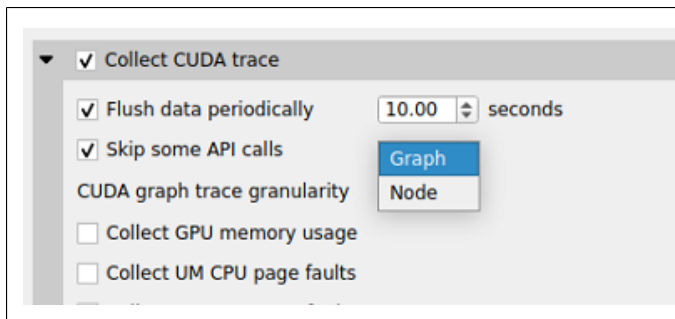 Collect CUDA trace
Flush data periodically 10.00 seconds
Skip some API calls
Graph
CUDA graph trace granularity Node
Collect GPU memory usage
Collect UM CPU page faults